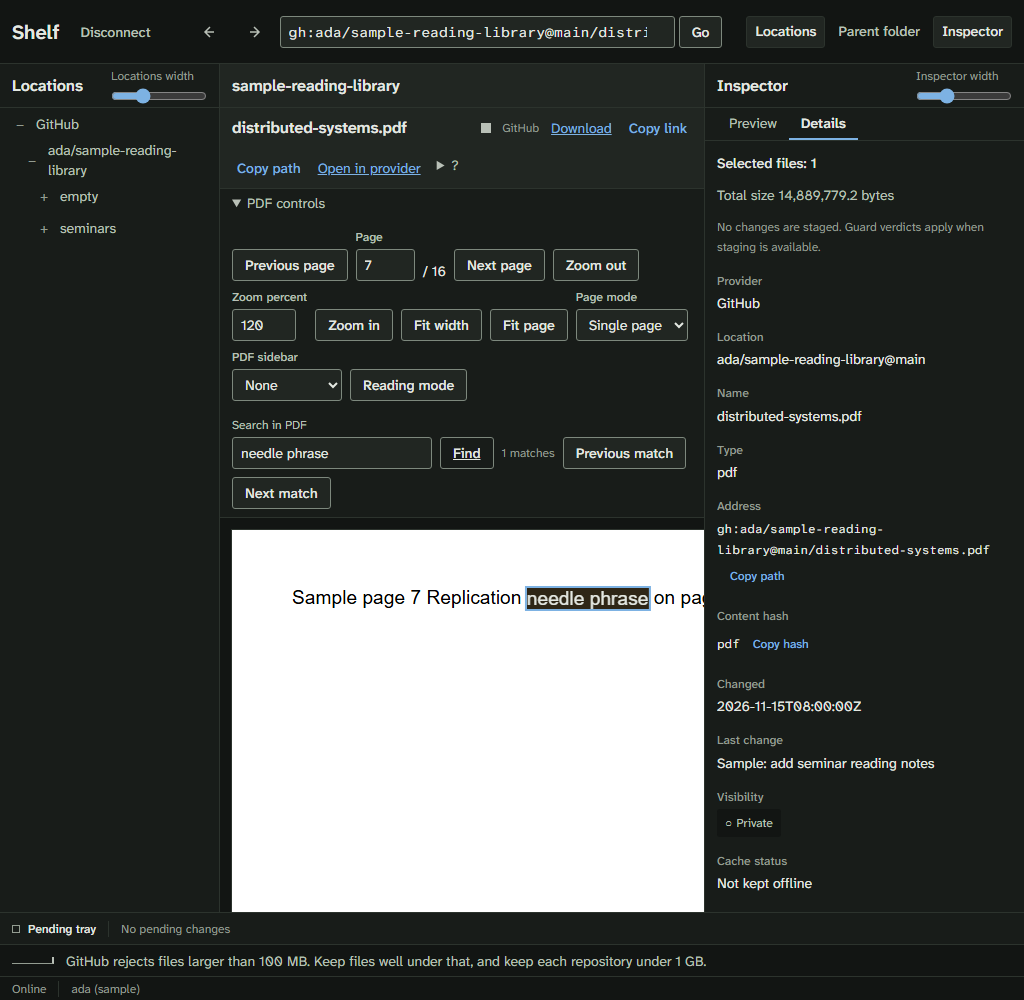 Shelf Disconnect ← → gh:ada/sample-reading-library@main/distri Go Locations Parent folder Inspector
Locations Locations width
– GitHub
– ada/sample-reading-
library
+ empty
+ seminars
sample-reading-library
distributed-systems.pdf GitHub Download Copy link
Copy path Open in provider ▶ ?
▼ PDF controls
Page
Previous page 7 / 16 Next page Zoom out
Zoom percent Page mode
120 Zoom in Fit width Fit page Single page
PDF sidebar
None Reading mode
Search in PDF
needle phrase Find 1 matches Previous match
Next match
Sample page 7 Replication needle phrase on pag
Inspector Inspector width
Preview Details
Selected files: 1
Total size 14,889,779.2 bytes
No changes are staged. Guard verdicts apply when
staging is available.
Provider
GitHub
Location
ada/sample-reading-library@main
Name
distributed-systems.pdf
Type
pdf
Address
gh:ada/sample-reading-
library@main/distributed-systems.pdf
Copy path
Content hash
pdf Copy hash
Changed
2026-11-15T08:00:00Z
Last change
Sample: add seminar reading notes
Visibility
○ Private
Cache status
Not kept offline
Pending tray No pending changes
GitHub rejects files larger than 100 MB. Keep files well under that, and keep each repository under 1 GB.
Online ada (sample)